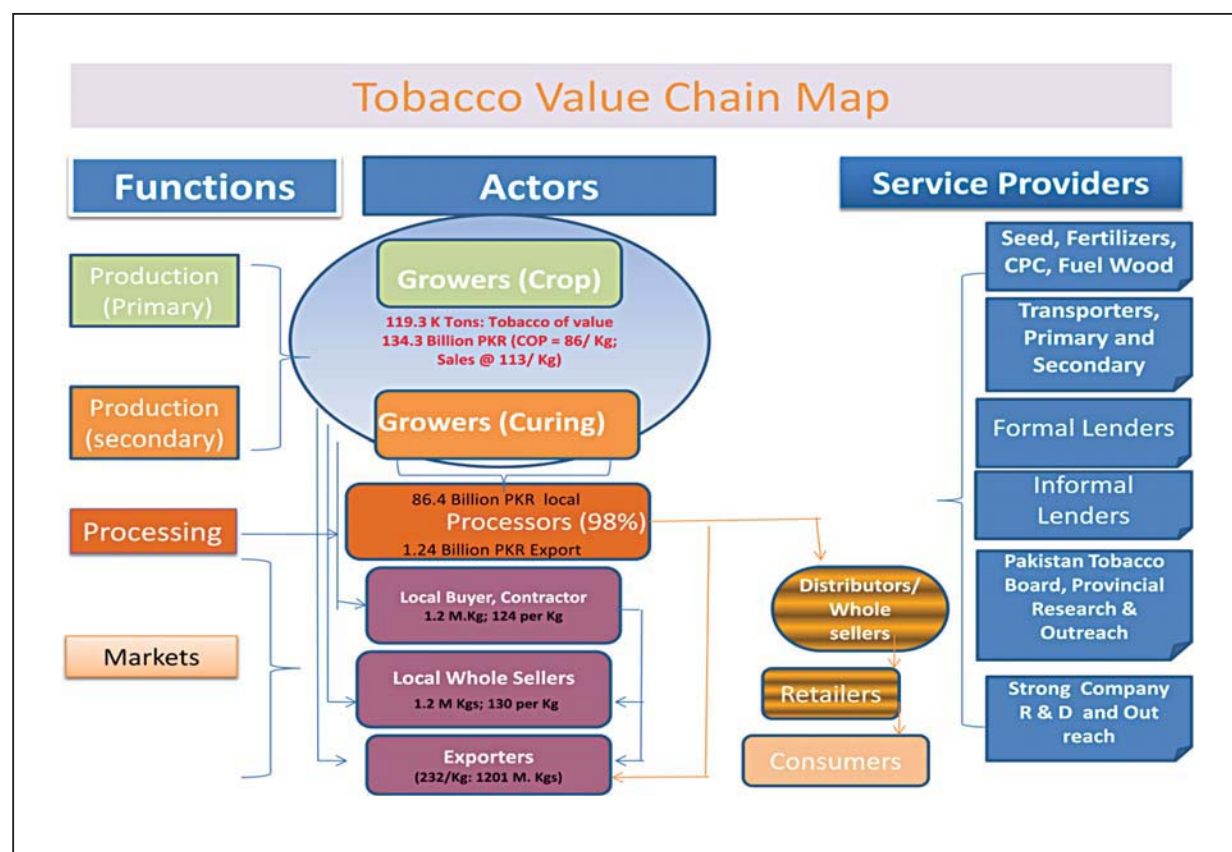 Tobacco Value Chain Map
Functions
Actors
Service Providers
Production
(Primary)
Production
(secondary)
Processing
Markets
Growers (Crop)
119.3 K Tons: Tobacco of value
134.3 Billion PKR (COP = 86/ Kg;
Sales @ 113/ Kg)
Growers (Curing)
86.4 Billion PKR local
Processors (98%)
1.24 Billion PKR Export
Local Buyer, Contractor
1.2 M.Kg; 124 per Kg
Local Whole Sellers
1.2 M Kgs; 130 per Kg
Exporters
(232/Kg: 1201 M. Kgs)
Distributors/
Whole
sellers
Retailers
Consumers
Seed, Fertilizers,
CPC, Fuel Wood
Transporters,
Primary and
Secondary
Formal Lenders
Informal
Lenders
Pakistan Tobacco
Board, Provincial
Research &
Outreach
Strong Company
R & D and Out
reach